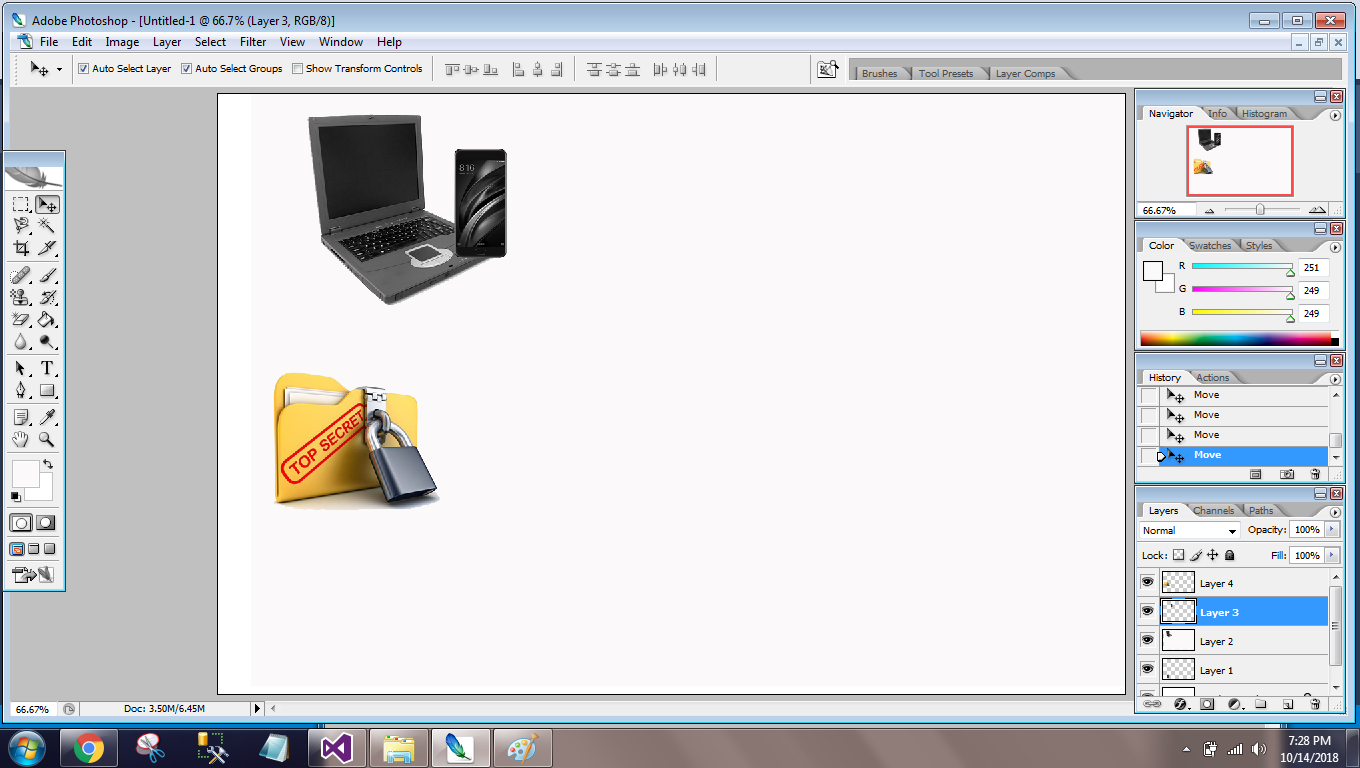 Adobe Photoshop - [Untitled-1 @ 66.7% (Layer 3, RGB/8)]
File Edit Image Layer Select Filter View Window Help
Auto Select Layer Auto Select Groups Show Transform Controls
Brushes Tool Presets Layer Comps
Navigator Info Histogram
66.67%
Color Swatches Styles
R 251
G 249
B 249
History Actions
Move
Move
Move
Move
Layers Channels Paths
Normal Opacity: 100%
Lock: Fill: 100%
Layer 4
Layer 3
Layer 2
Layer 1
8:16
TOP SECRET
T
66.67% Doc: 3.50M/6.45M
7:28 PM
10/14/2018